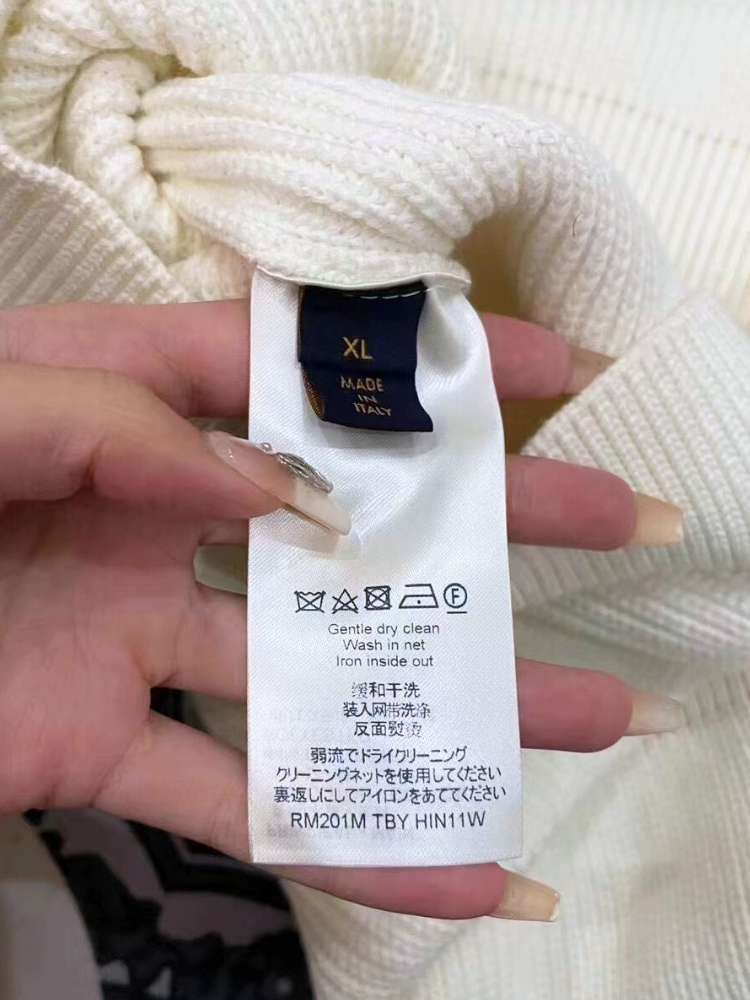 XL
MADE
IN
ITALY
F
Gentle dry clean
Wash in net
Iron inside out
缓和干洗
装入网带洗涤
反面熨烫
弱流でドライクリーニング
クリーニングネットを使用してください
裏返しにしてアイロンをあててください
RM201M TBY HIN11W